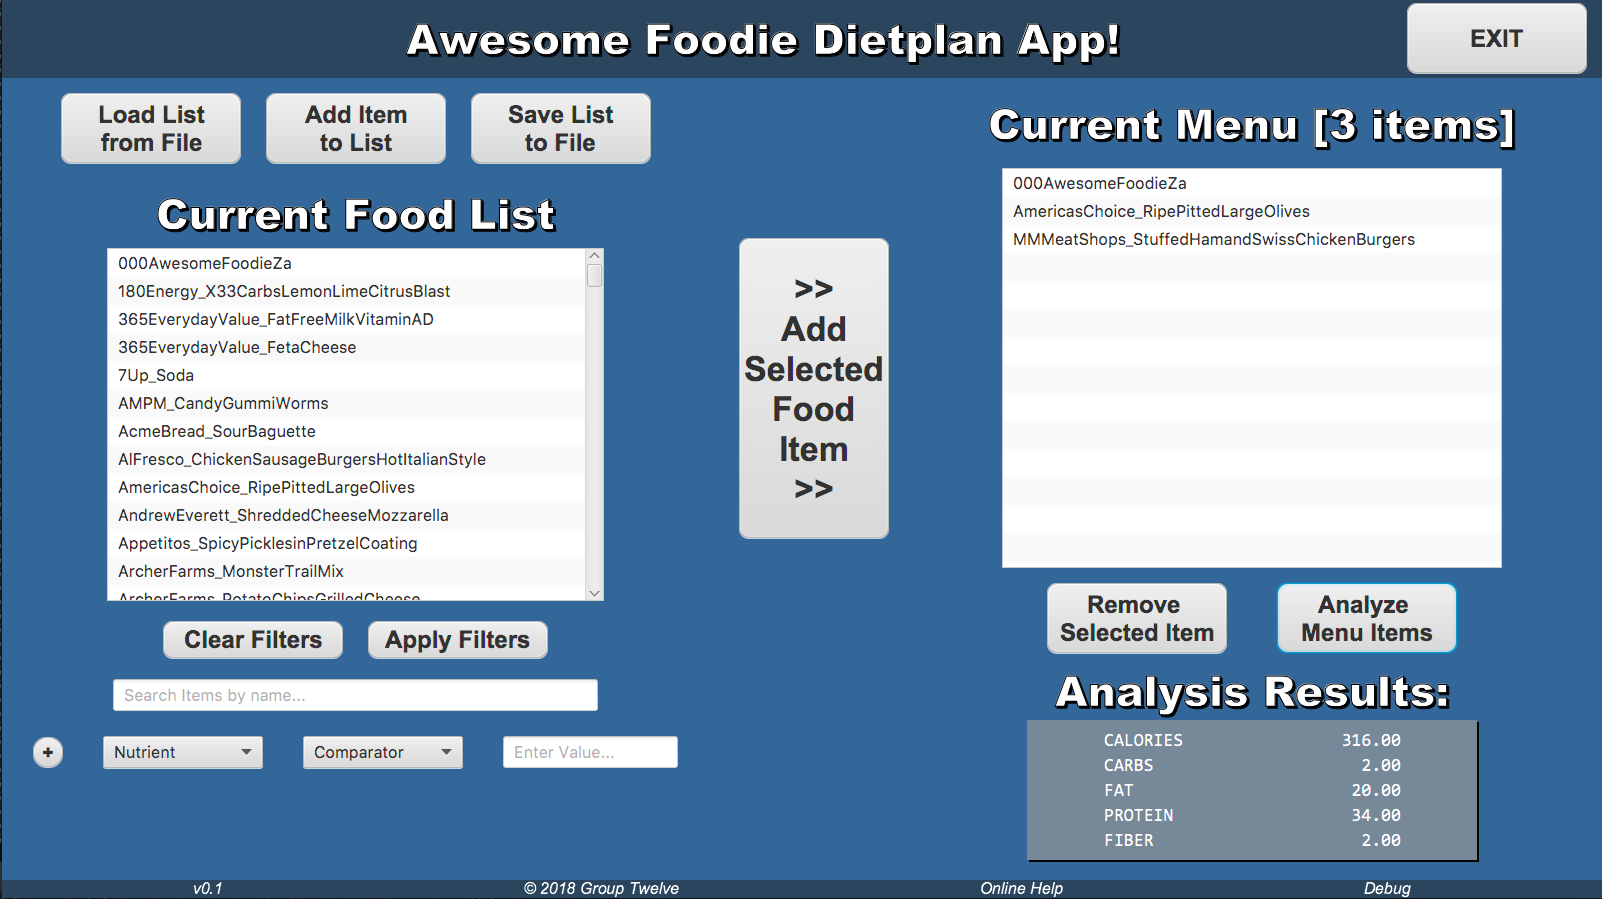 Awesome Foodie Dietplan App!
EXIT
Load List
from File
Add Item
to List
Save List
to File
Current Food List
000AwesomeFoodieZa
180Energy_X33CarbsLemonLimeCitrusBlast
365EverydayValue_FatFreeMilkVitaminAD
365EverydayValue_FetaCheese
7Up_Soda
AMPM_CandyGummiWorms
AcmeBread_SourBaguette
AlFresco_ChickenSausageBurgersHotItalianStyle
AmericasChoice_RipePittedLargeOlives
AndrewEverett_ShreddedCheeseMozzarella
Appetitos_SpicyPicklesinPretzelCoating
ArcherFarms_MonsterTrailMix
ArcherFarms_PotatoChipsGrilledCheese
Clear Filters
Apply Filters
Search Items by name...
+
Nutrient
Comparator
Enter Value...
>>
Add
Selected
Food
Item
>>
Current Menu [3 items]
000AwesomeFoodieZa
AmericasChoice_RipePittedLargeOlives
MMMeatShops_StuffedHamandSwissChickenBurgers
Remove
Selected Item
Analyze
Menu Items
Analysis Results:
CALORIES 316.00
CARBS 2.00
FAT 20.00
PROTEIN 34.00
FIBER 2.00
v0.1
© 2018 Group Twelve
Online Help
Debug